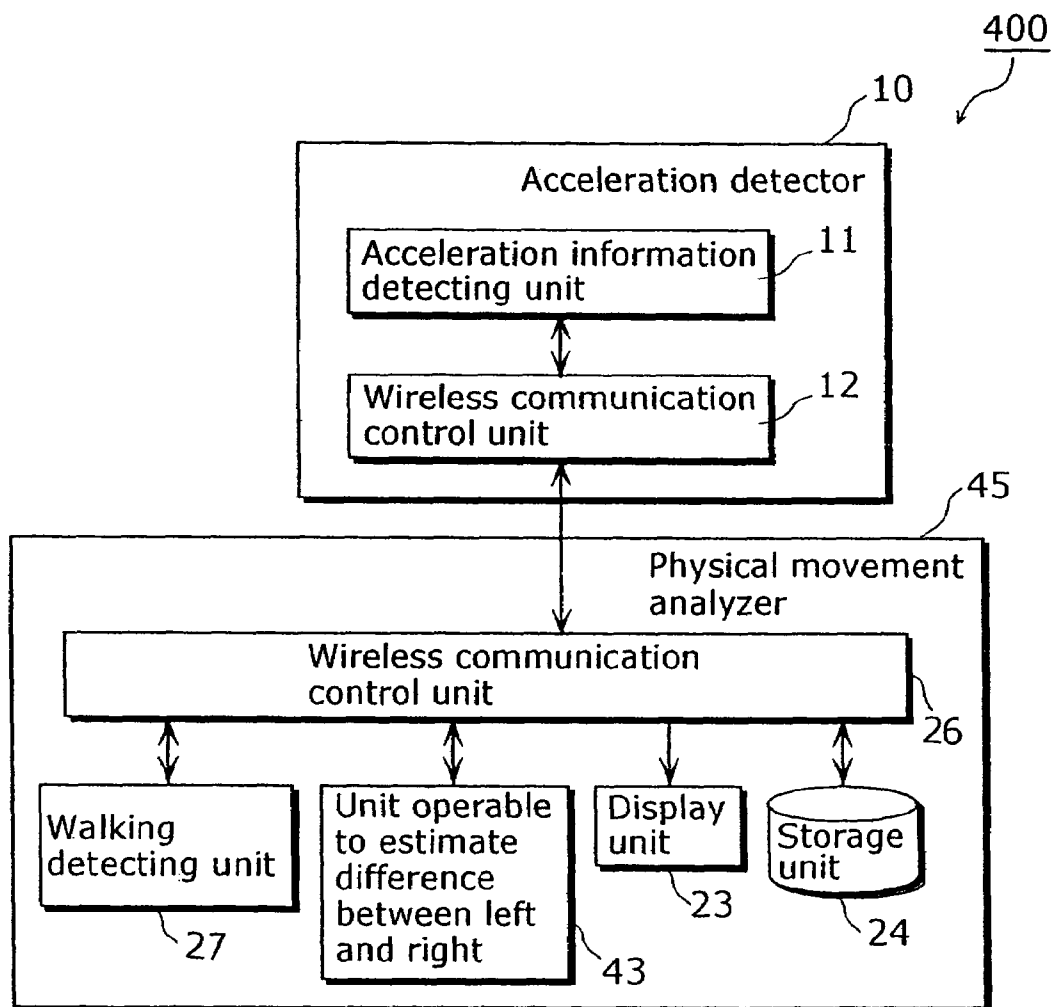 400
10
Acceleration detector
Acceleration information
detecting unit
11
Wireless communication
control unit
12
45
Physical movement
analyzer
Wireless communication
control unit
26
Walking
detecting unit
27
Unit operable
to estimate
difference
between left
and right
43
Display
unit
23
Storage
unit
24